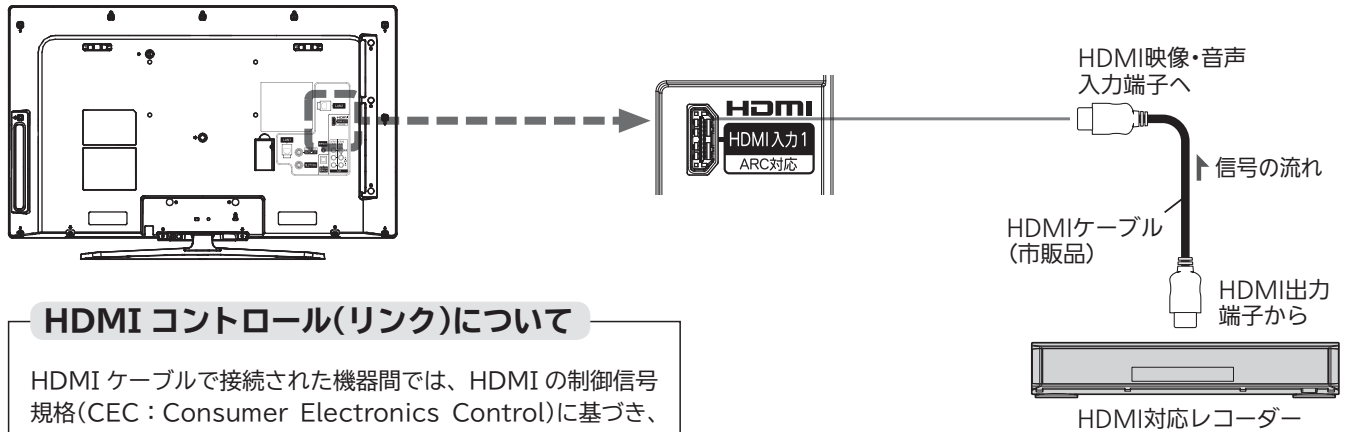 HDMI
HDMI入力1
ARC対応
HDMI映像・音声
入力端子へ
信号の流れ
HDMIケーブル
(市販品)
HDMI出力
端子から
HDMI対応レコーダー
HDMI コントロール(リンク)について
HDMI ケーブルで接続された機器間では、HDMI の制御信号
規格(CEC：Consumer Electronics Control)に基づき、